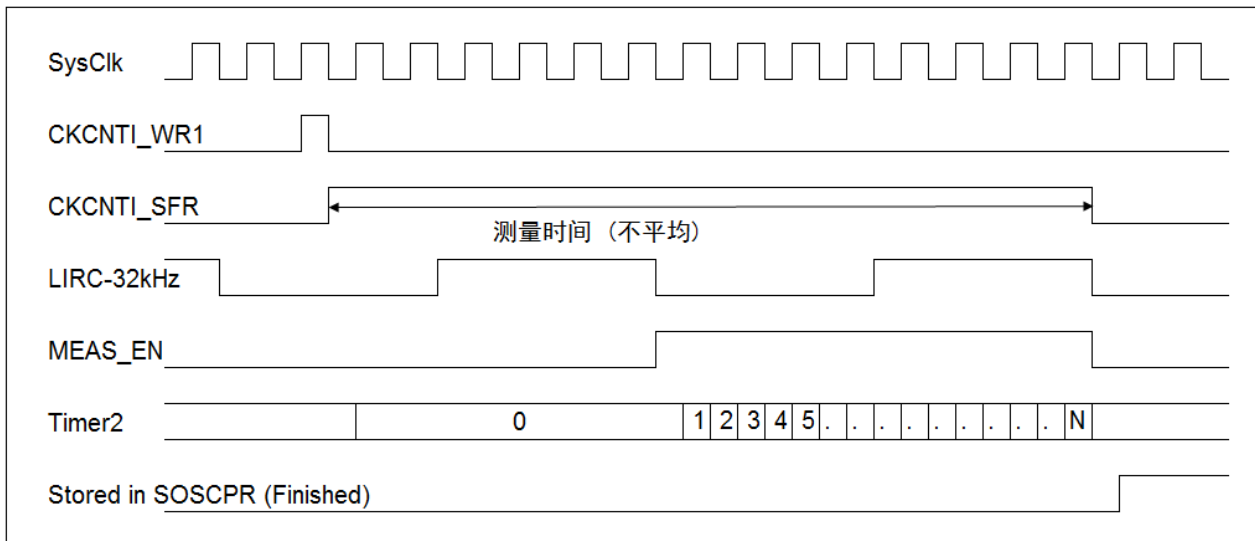 SysClk
CKCNTI_WR1
CKCNTI_SFR
测量时间 (不平均)
LIRC-32kHz
MEAS_EN
Timer2 0 1 2 3 4 5 . . . . . . . . . N
Stored in SOSCPR (Finished)